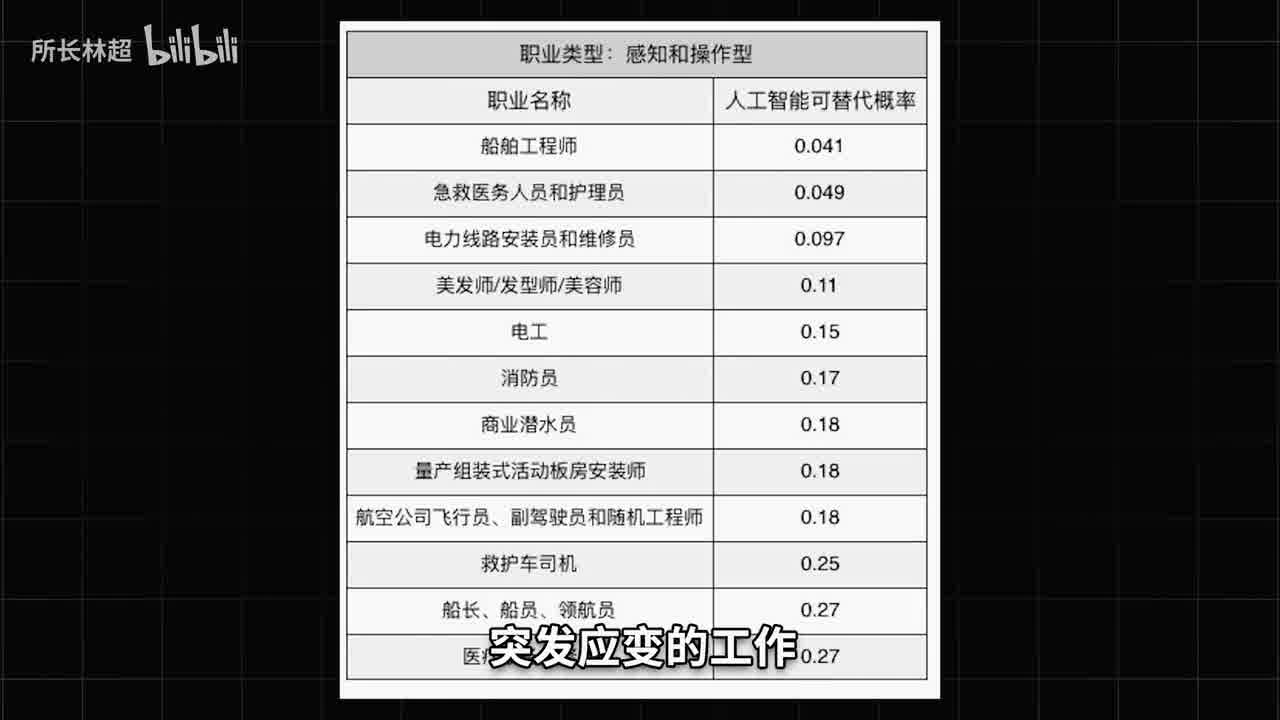 所长林超 bilibili
职业类型：感知和操作型
职业名称 人工智能可替代概率
船舶工程师 0.041
急救医务人员和护理员 0.049
电力线路安装员和维修员 0.097
美发师/发型师/美容师 0.11
电工 0.15
消防员 0.17
商业潜水员 0.18
量产组装式活动板房安装师 0.18
航空公司飞行员、副驾驶员和随机工程师 0.18
救护车司机 0.25
船长、船员、领航员 0.27
医 0.27
突发应变的工作